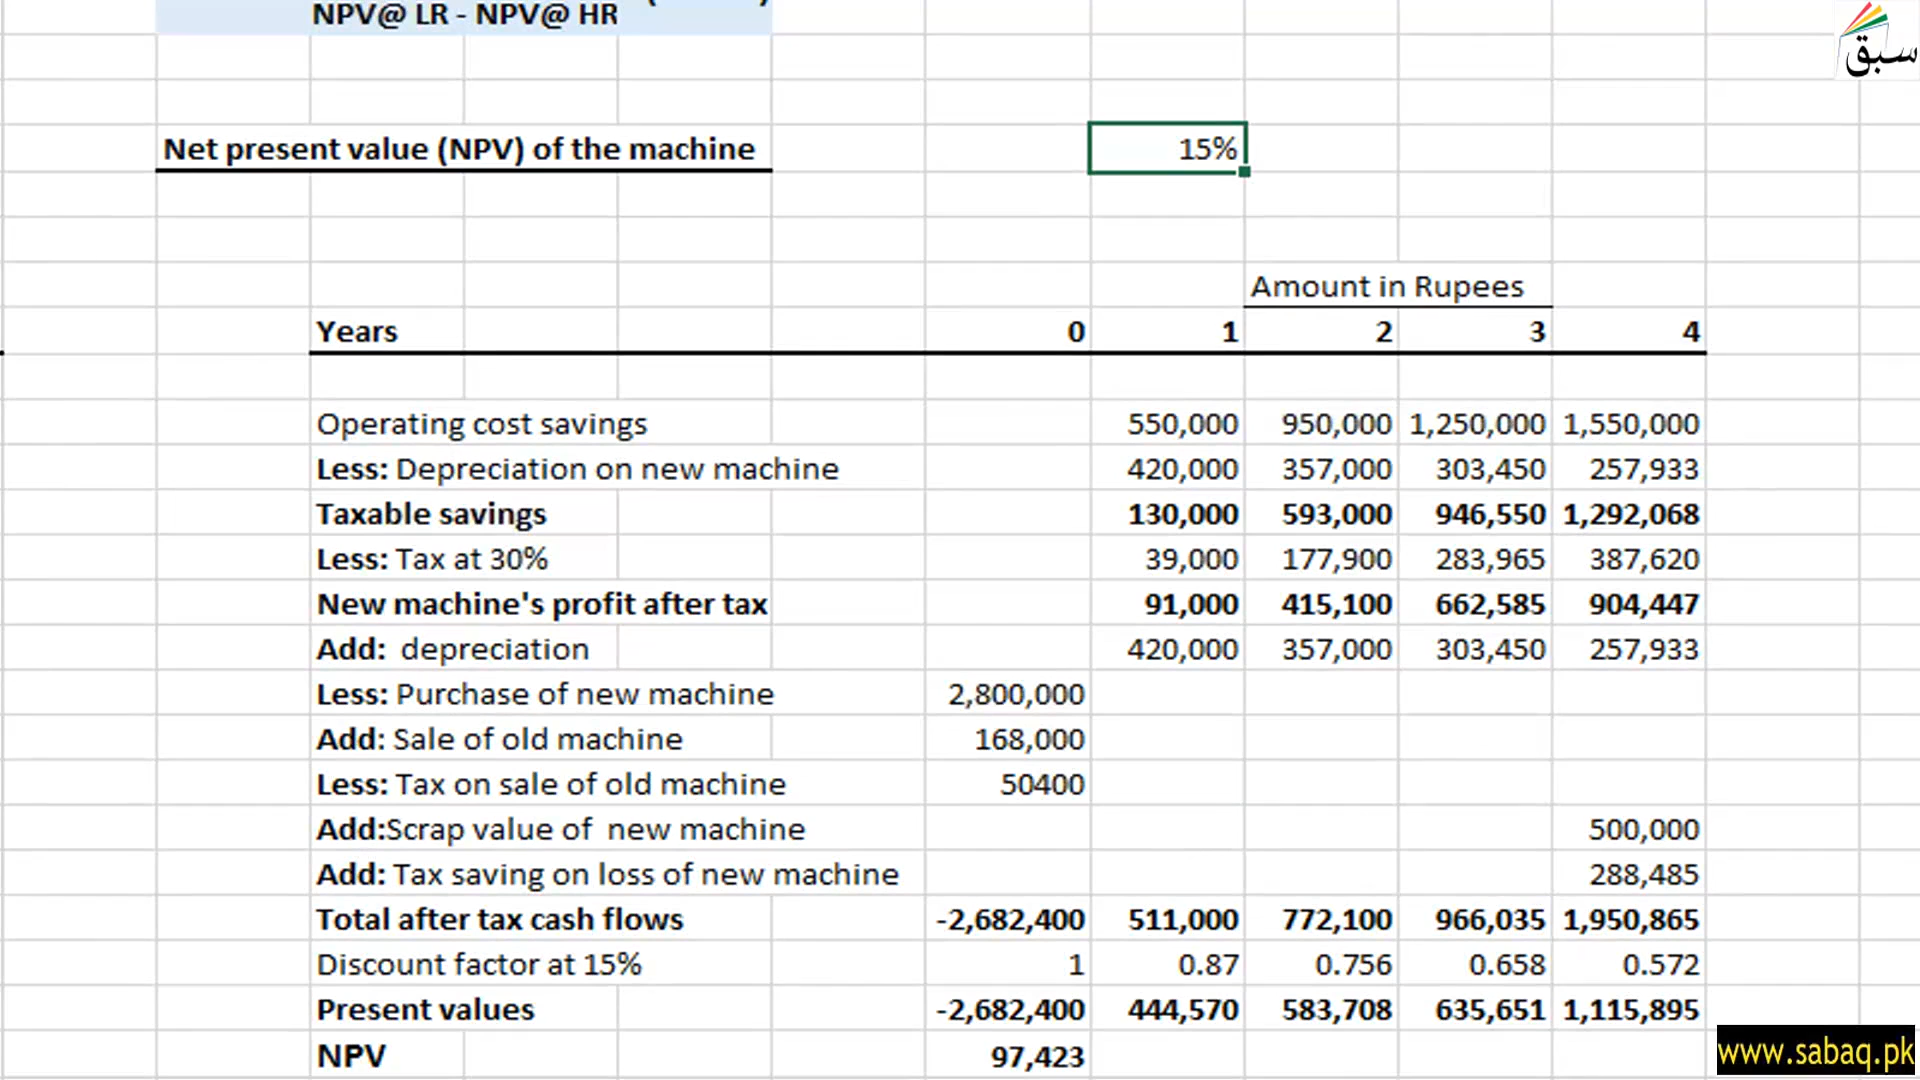 NPV@ LR - NPV@ HR
سبق
Net present value (NPV) of the machine 15%
Amount in Rupees
Years 0 1 2 3 4
Operating cost savings 550,000 950,000 1,250,000 1,550,000
Less: Depreciation on new machine 420,000 357,000 303,450 257,933
Taxable savings 130,000 593,000 946,550 1,292,068
Less: Tax at 30% 39,000 177,900 283,965 387,620
New machine's profit after tax 91,000 415,100 662,585 904,447
Add: depreciation 420,000 357,000 303,450 257,933
Less: Purchase of new machine 2,800,000
Add: Sale of old machine 168,000
Less: Tax on sale of old machine 50400
Add:Scrap value of new machine 500,000
Add: Tax saving on loss of new machine 288,485
Total after tax cash flows -2,682,400 511,000 772,100 966,035 1,950,865
Discount factor at 15% 1 0.87 0.756 0.658 0.572
Present values -2,682,400 444,570 583,708 635,651 1,115,895
NPV 97,423
www.sabaq.pk